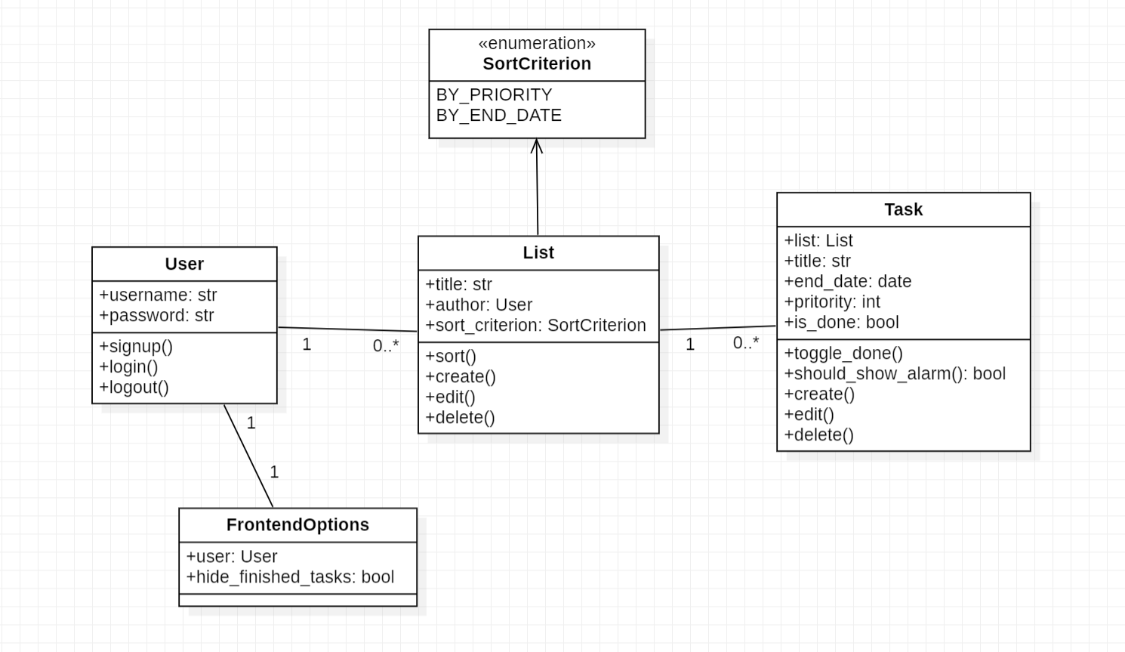 «enumeration»
SortCriterion
BY_PRIORITY
BY_END_DATE
User
+username: str
+password: str
+signup()
+login()
+logout()
1
0..*
List
+title: str
+author: User
+sort_criterion: SortCriterion
+sort()
+create()
+edit()
+delete()
1
0..*
Task
+list: List
+title: str
+end_date: date
+pritority: int
+is_done: bool
+toggle_done()
+should_show_alarm(): bool
+create()
+edit()
+delete()
1
1
FrontendOptions
+user: User
+hide_finished_tasks: bool